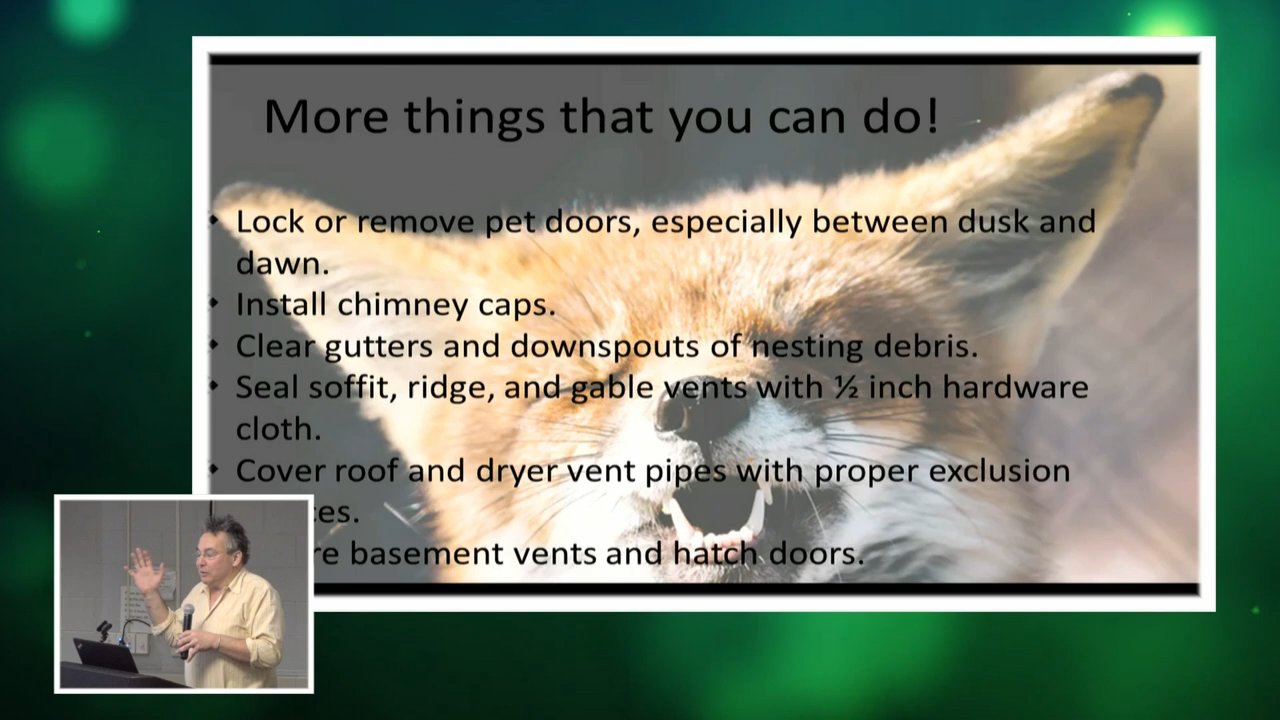 More things that you can do!
• Lock or remove pet doors, especially between dusk and
dawn.
• Install chimney caps.
• Clear gutters and downspouts of nesting debris.
• Seal soffit, ridge, and gable vents with ½ inch hardware
cloth.
• Cover roof and dryer vent pipes with proper exclusion
ces.
re basement vents and hatch doors.